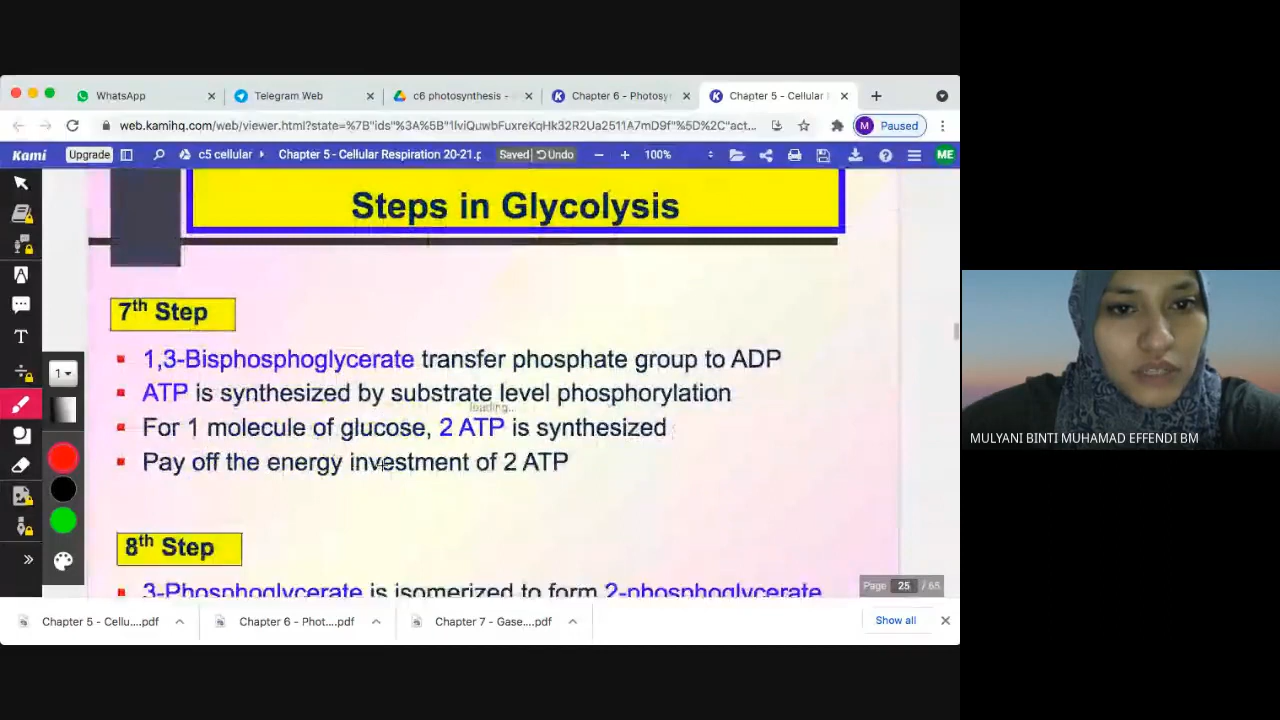 WhatsApp
Telegram Web
c6 photosynthesis -
Chapter 6 - Photosy
Chapter 5 - Cellular
web.kamihq.com/web/viewer.html?state=%7B"ids"%3A%5B"1lviQuwbFuxreKqHk32R2Ua2511A7mD9f"%5D%2C"act...
M Paused
Kami
Upgrade
c5 cellular
Chapter 5 - Cellular Respiration 20-21.p
Saved
Undo
100%
ME
Steps in Glycolysis
7th Step
1,3-Bisphosphoglycerate transfer phosphate group to ADP
ATP is synthesized by substrate level phosphorylation
loading...
For 1 molecule of glucose, 2 ATP is synthesized
Pay off the energy investment of 2 ATP
8th Step
3-Phosphoglycerate is isomerized to form 2-phosphoglycerate
1
Page 25 / 65
Chapter 5 - Cellu....pdf
Chapter 6 - Phot....pdf
Chapter 7 - Gase....pdf
Show all
MULYANI BINTI MUHAMAD EFFENDI BM